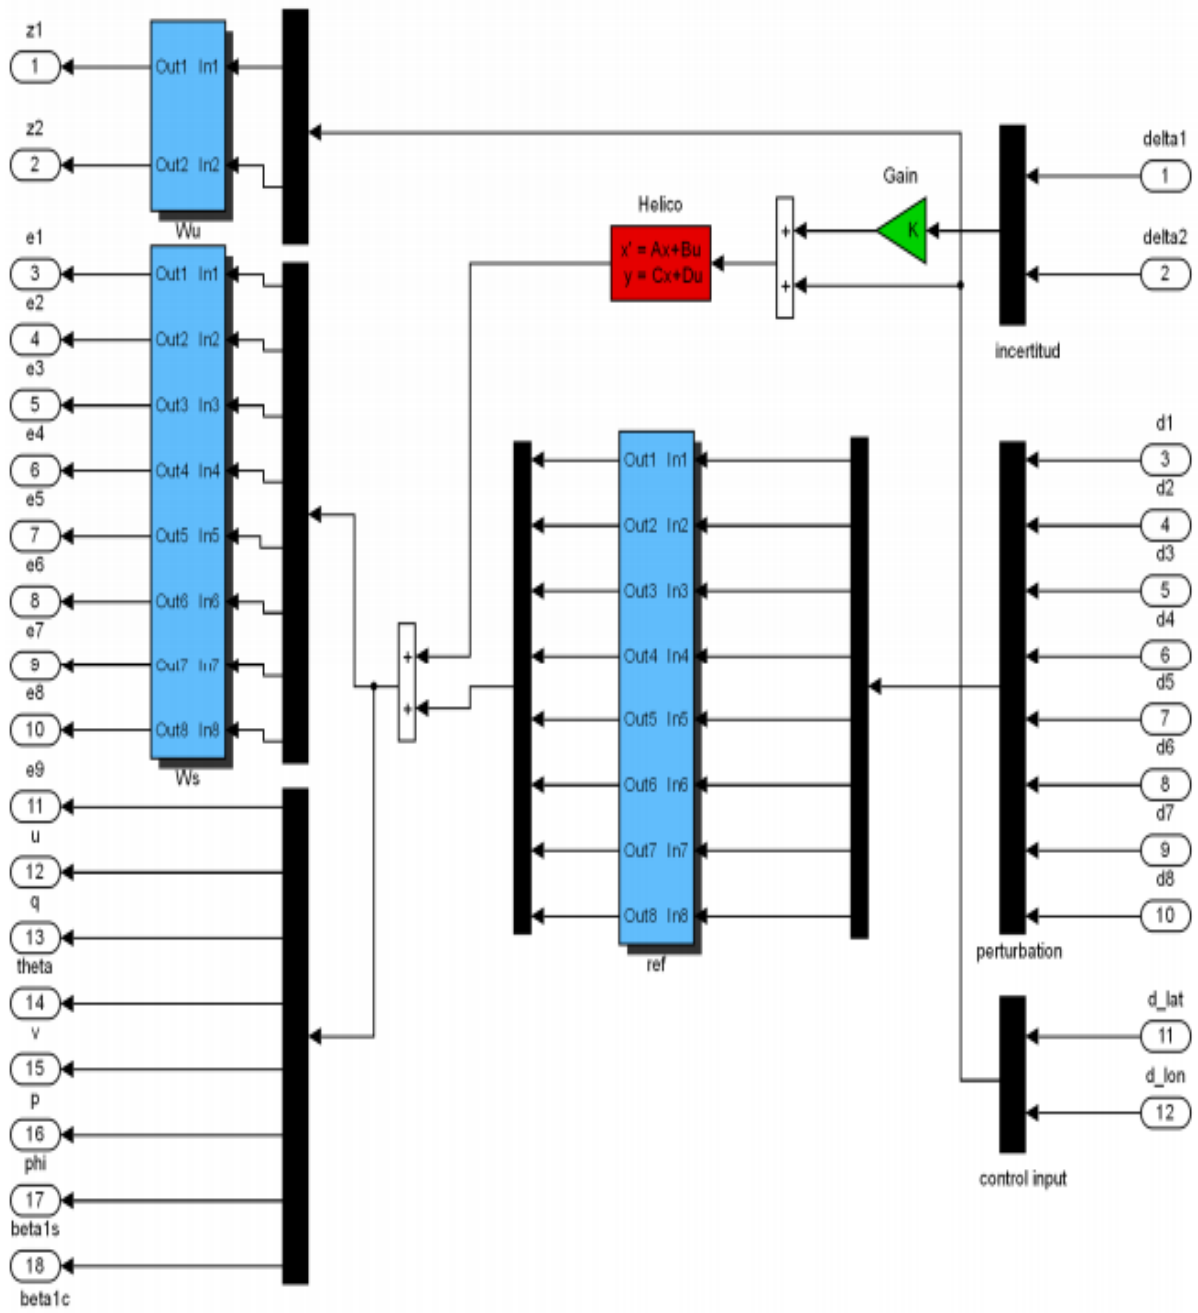 z1
1
Out1 In1
z2
2
Out2 In2
Wu
e1
3
Out1 In1
e2
4
Out2 In2
e3
5
Out3 In3
e4
6
Out4 In4
e5
7
Out5 In5
e6
8
Out6 In6
e7
9
Out7 In7
e8
10
Out8 In8
Ws
e9
11
u
12
q
13
theta
14
v
15
p
16
phi
17
beta1s
18
beta1c
Helico
x' = Ax+Bu
y = Cx+Du
+
+
Gain
K
+
+
Out1 In1
Out2 In2
Out3 In3
Out4 In4
Out5 In5
Out6 In6
Out7 In7
Out8 In8
ref
delta1
1
delta2
2
incertitud
d1
3
d2
4
d3
5
d4
6
d5
7
d6
8
d7
9
d8
10
perturbation
d_lat
11
d_lon
12
control input